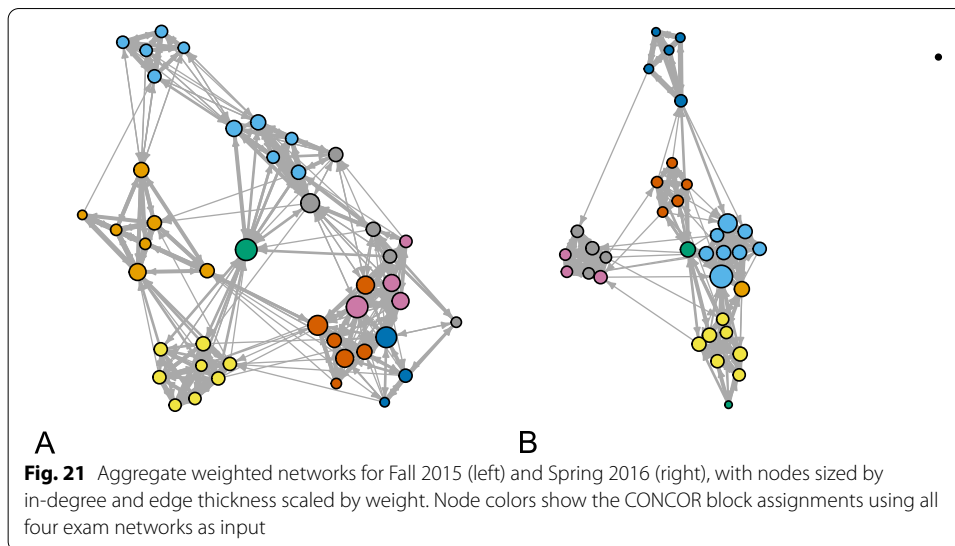 A B
Fig. 21 Aggregate weighted networks for Fall 2015 (left) and Spring 2016 (right), with nodes sized by
in-degree and edge thickness scaled by weight. Node colors show the CONCOR block assignments using all
four exam networks as input